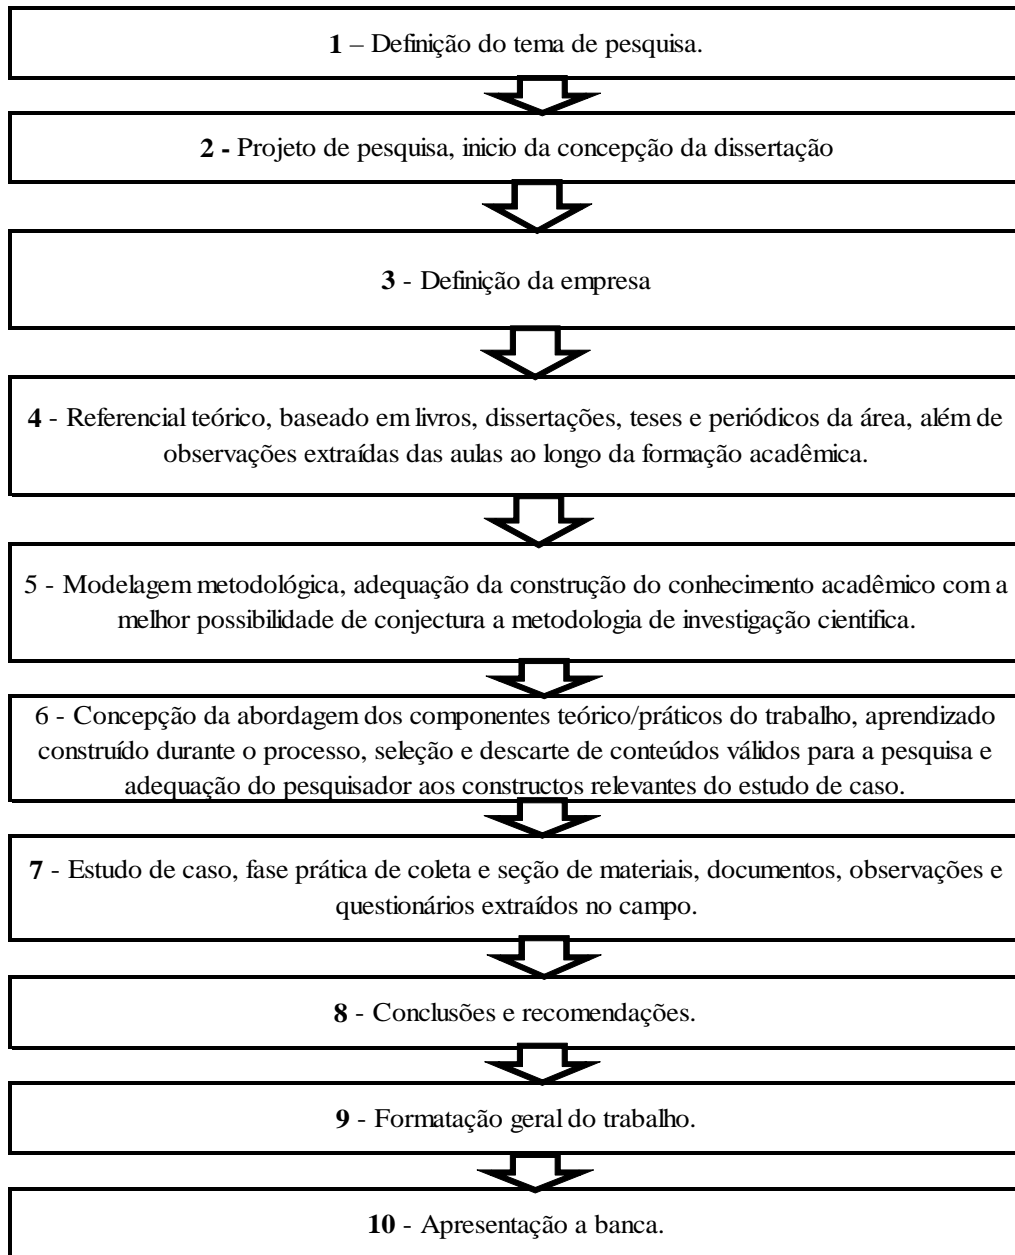 1 – Definição do tema de pesquisa.
2 - Projeto de pesquisa, inicio da concepção da dissertação
3 - Definição da empresa
4 - Referencial teórico, baseado em livros, dissertações, teses e periódicos da área, além de
observações extraídas das aulas ao longo da formação acadêmica.
5 - Modelagem metodológica, adequação da construção do conhecimento acadêmico com a
melhor possibilidade de conjectura a metodologia de investigação cientifica.
6 - Concepção da abordagem dos componentes teórico/práticos do trabalho, aprendizado
construído durante o processo, seleção e descarte de conteúdos válidos para a pesquisa e
adequação do pesquisador aos constructos relevantes do estudo de caso.
7 - Estudo de caso, fase prática de coleta e seção de materiais, documentos, observações e
questionários extraídos no campo.
8 - Conclusões e recomendações.
9 - Formatação geral do trabalho.
10 - Apresentação a banca.